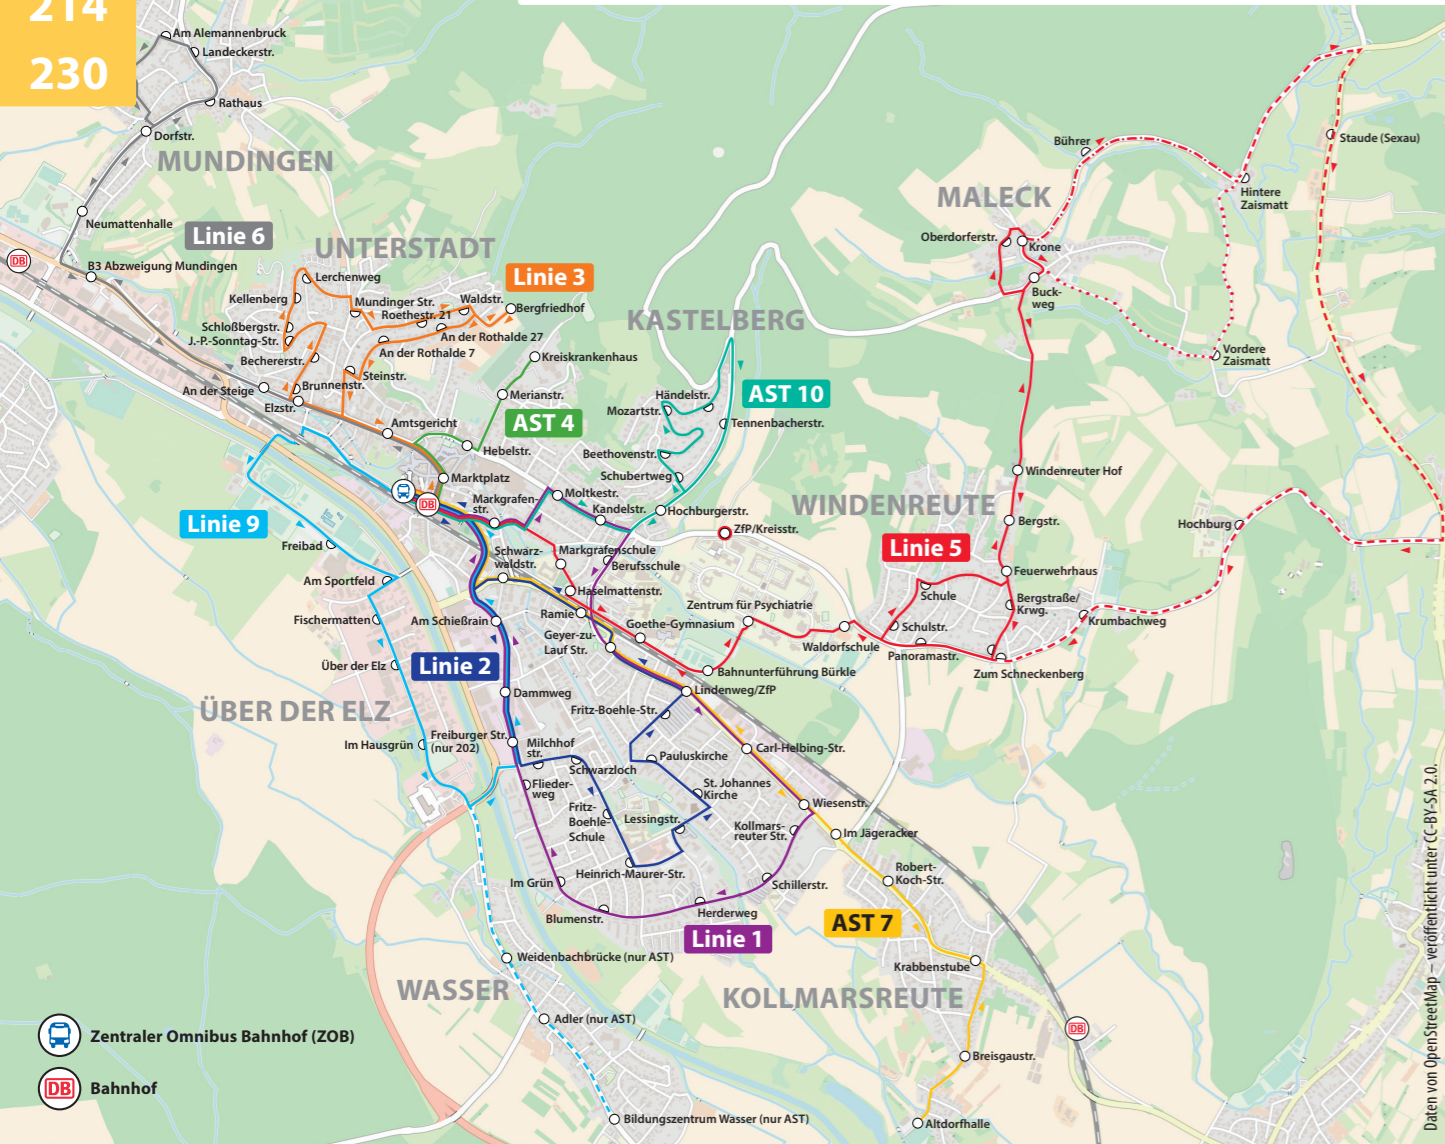 214
230
Am Alemannenbruck
Landeckerstr.
Rathaus
Dorfstr.
MUNDINGEN
Neumattenhalle
Linie 6
DB
B3 Abzweigung Mundingen
UNTERSTADT
Lerchenweg
Linie 3
Kellenberg
Mundinger Str.
Waldstr.
Roethestr. 21
Bergfriedhof
Schloßbergstr.
J.-P.-Sonntag-Str.
An der Rothalde 27
An der Rothalde 7
Bechererstr.
Steinstr.
Kreiskrankenhaus
An der Steige
Brunnenstr.
Elzstr.
Merianstr.
AST 4
Amtsgericht
Hebelstr.
Marktplatz
DB
KASTELBERG
AST 10
Händelstr.
Mozartstr.
Tennenbacherstr.
Beethovenstr.
Schubertweg
Hochburgerstr.
Markgrafen-
str.
Moltkestr.
Kandelstr.
ZfP/Kreisstr.
Schwarz-
waldstr.
Markgrafenschule
Berufsschule
Haselmattenstr.
Ramie
Geyer-zu-
Lauf Str.
Goethe-Gymnasium
Zentrum für Psychiatrie
Waldorfschule
Bahnunterführung Bürkle
Lindenweg/ZfP
MALECK
Bührer
Oberdorferstr.
Krone
Buck-
weg
Staude (Sexau)
Hintere
Zaismatt
Vordere
Zaismatt
Windenreuter Hof
WINDENREUTE
Bergstr.
Linie 5
Feuerwehrhaus
Schule
Bergstraße/
Krwg.
Schulstr.
Panoramastr.
Zum Schneckenberg
Krumbachweg
Hochburg
Linie 9
Freibad
Am Sportfeld
Fischermatten
Am Schießrain
Über der Elz
Linie 2
Dammweg
ÜBER DER ELZ
Im Hausgrün
Freiburger Str.
(nur 202)
Milchhof
str.
Schwarzloch
Flieder-
weg
Fritz-Boehle-Str.
Pauluskirche
St. Johannes
Kirche
Fritz-
Boehle-
Schule
Lessingstr.
Kollmars-
reuter Str.
Heinrich-Maurer-Str.
Im Grün
Blumenstr.
Herderweg
Schillerstr.
Linie 1
Carl-Helbing-Str.
Wiesenstr.
Im Jägeracker
Robert-
Koch-Str.
AST 7
Krabbenstube
KOLLMARSREUTE
Breisgaustr.
Altdorfhalle
DB
WASSER
Weidenbachbrücke (nur AST)
Adler (nur AST)
Bildungszentrum Wasser (nur AST)
Zentraler Omnibus Bahnhof (ZOB)
DB Bahnhof
Daten von OpenStreetMap – veröffentlicht unter CC-BY-SA 2.0.